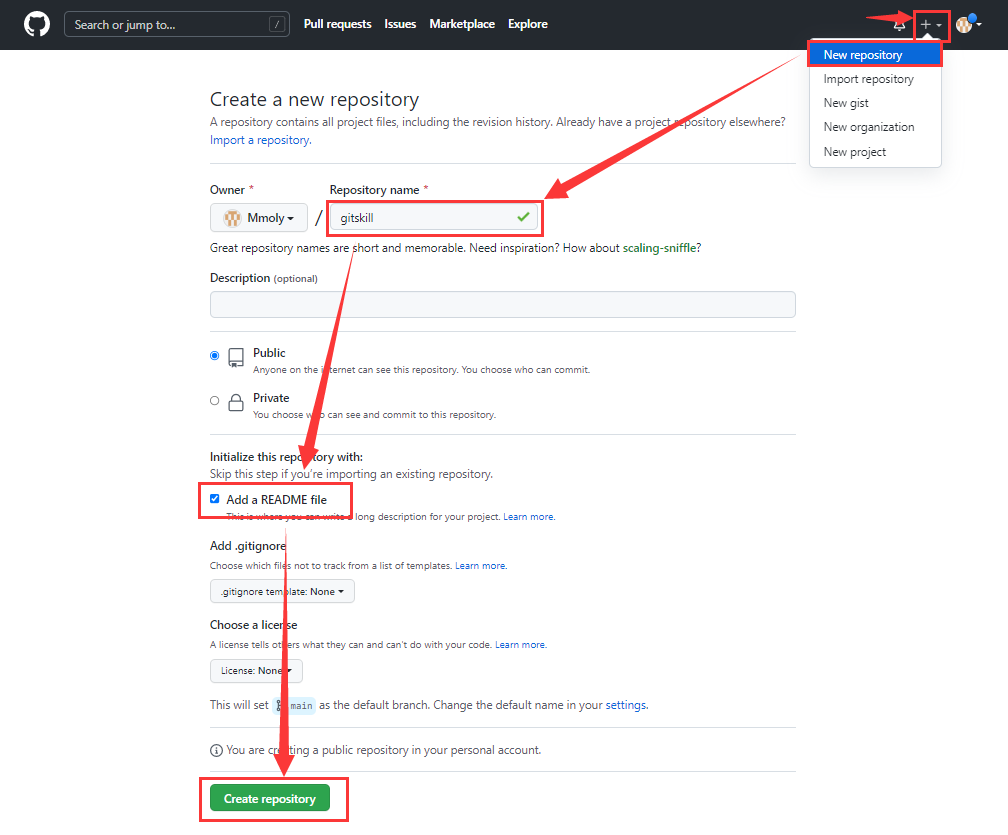 Search or jump to... /
Pull requests Issues Marketplace Explore
New repository
Import repository
New gist
New organization
New project
Create a new repository
A repository contains all project files, including the revision history. Already have a project repository elsewhere?
Import a repository.
Owner * Repository name *
Mmoly / gitskill
Great repository names are short and memorable. Need inspiration? How about scaling-sniffle?
Description (optional)
Public
Anyone on the internet can see this repository. You choose who can commit.
Private
You choose who can see and commit to this repository.
Initialize this repository with:
Skip this step if you're importing an existing repository.
Add a README file
This is where you can write a long description for your project. Learn more.
Add .gitignore
Choose which files not to track from a list of templates. Learn more.
.gitignore template: None
Choose a license
A license tells others what they can and can't do with your code. Learn more.
License: None
This will set main as the default branch. Change the default name in your settings.
You are creating a public repository in your personal account.
Create repository